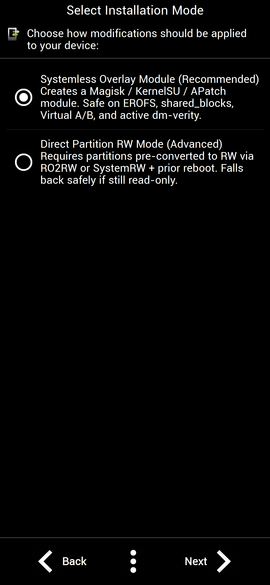 Select Installation Mode
Choose how modifications should be applied
to your device:
Systemless Overlay Module (Recommended)
Creates a Magisk / KernelSU / APatch
module. Safe on EROFS, shared_blocks,
Virtual A/B, and active dm-verity.
Direct Partition RW Mode (Advanced)
Requires partitions pre-converted to RW via
RO2RW or SystemRW + prior reboot. Falls
back safely if still read-only.
Back
Next